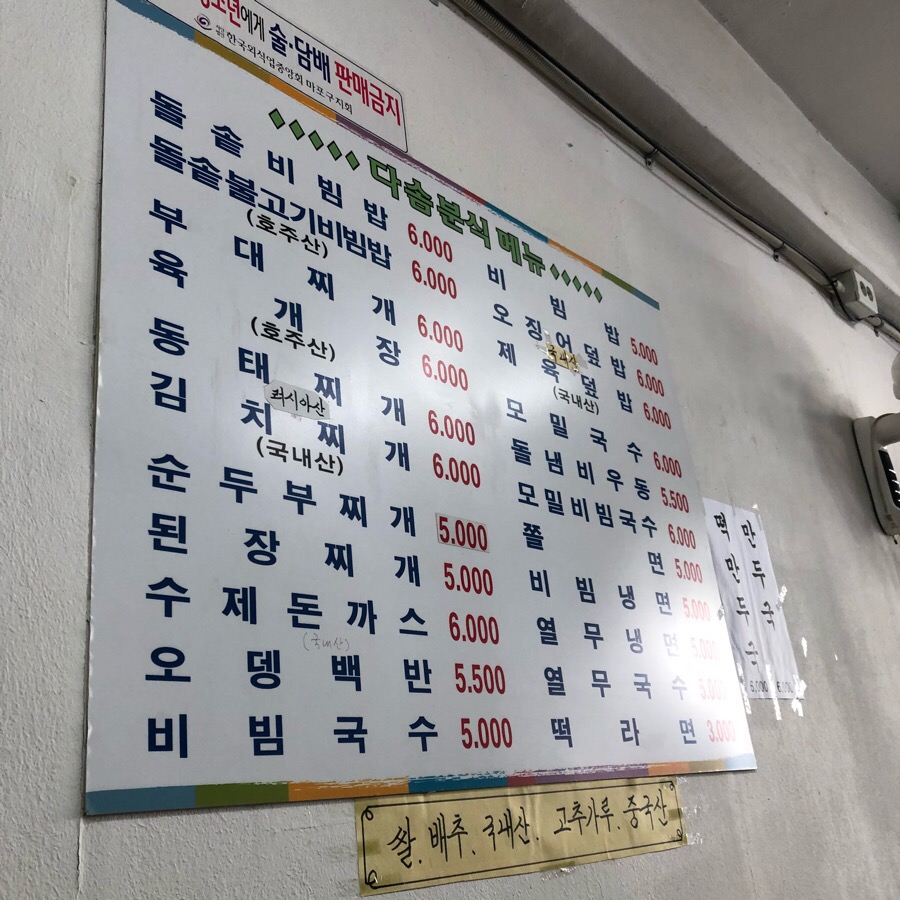 청소년에게 술·담배 판매금지
한국외식업중앙회 마포구지회
다솜분식 메뉴
돌솥비빔밥 6.000
돌솥불고기비빔밥 6.000
(호주산)
부대찌개 6.000
육개장 6.000
(호주산)
동태찌개 6.000
러시아산
김치찌개 6.000
(국내산)
순두부찌개 5.000
된장찌개 5.000
수제돈까스 6.000
(국내산)
오뎅백반 5.500
비빔국수 5.000
비빔밥 5.000
오징어덮밥 6.000
국내산
제육덮밥 6.000
(국내산)
모밀국수 6.000
돌냄비우동 5.500
모밀비빔국수 6.000
쫄면 5.000
비빔냉면 5.000
열무냉면 5.000
열무국수 5.000
떡라면 3.000
떡만두국 6,000
만두국 6,000
쌀.배추.국내산.고추가루.중국산